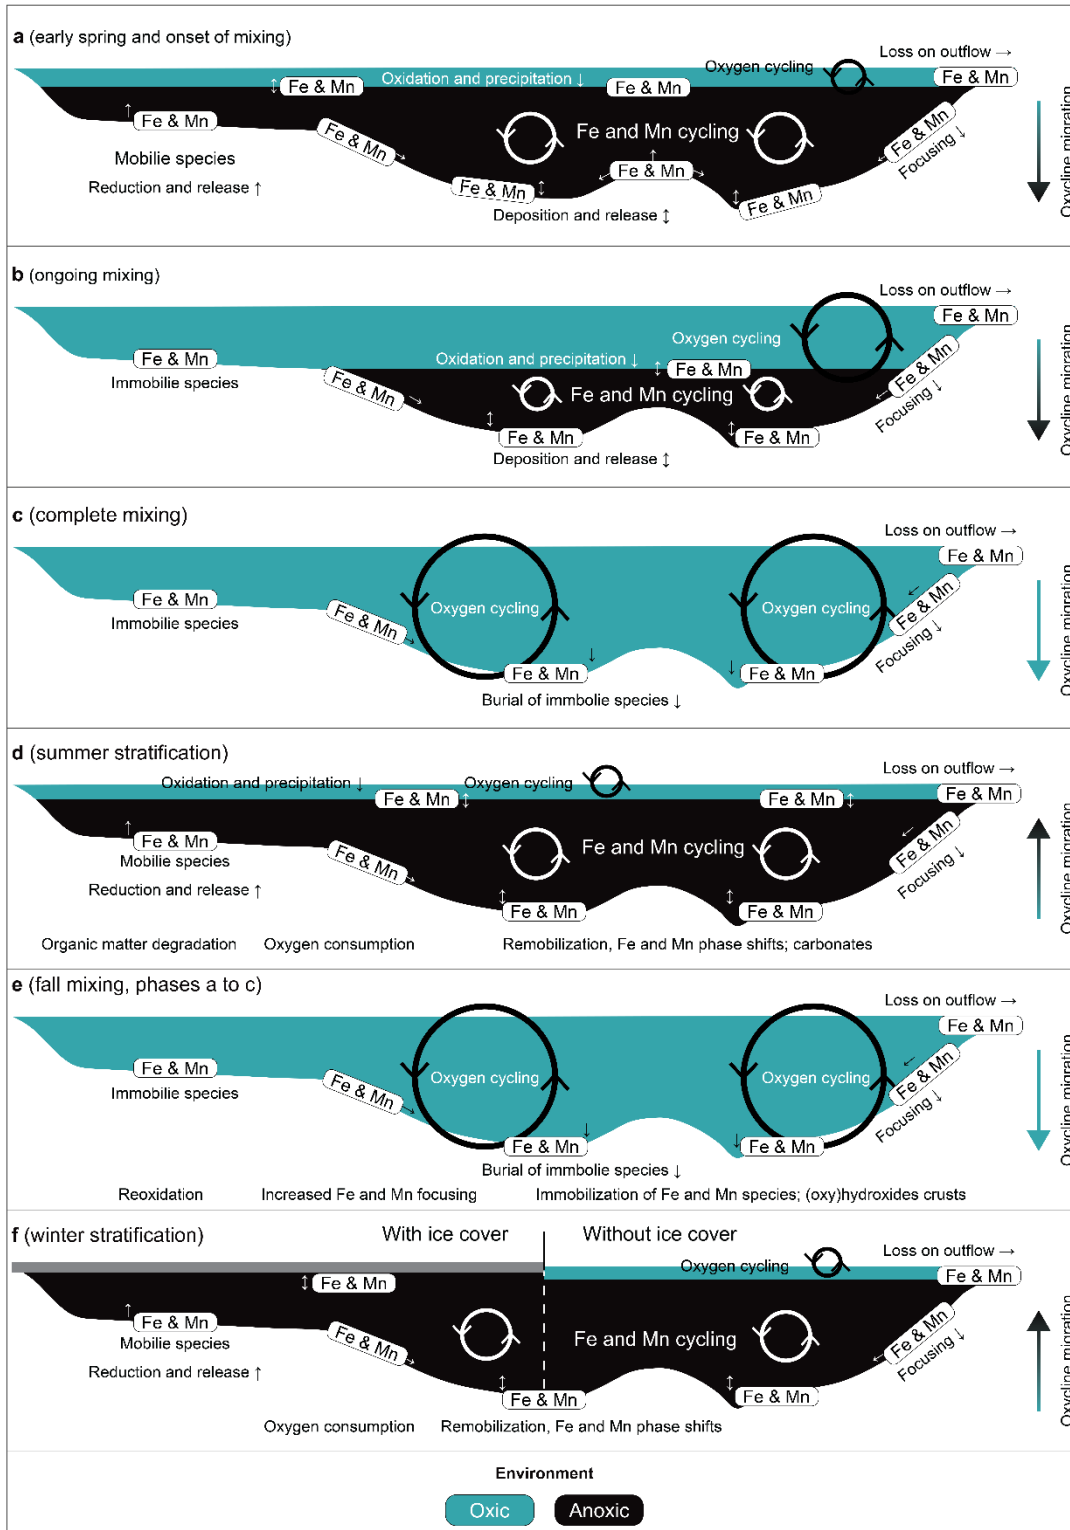 a (early spring and onset of mixing)
Loss on outflow →
Oxygen cycling
Oxidation and precipitation ↓
Fe & Mn
Fe & Mn
Fe & Mn
Fe & Mn
Fe & Mn
Fe and Mn cycling
Fe & Mn
Focusing ↓
Mobilie species
Fe & Mn
Reduction and release ↑
Fe & Mn
Fe & Mn
Deposition and release ↕
Oxycline migration
b (ongoing mixing)
Loss on outflow →
Fe & Mn
Oxygen cycling
Oxidation and precipitation ↓
Fe & Mn
Fe & Mn
Fe & Mn
Immobilie species
Fe & Mn
Fe and Mn cycling
Focusing ↓
Fe & Mn
Fe & Mn
Deposition and release ↕
Oxycline migration
c (complete mixing)
Loss on outflow →
Fe & Mn
Fe & Mn
Oxygen cycling
Oxygen cycling
Fe & Mn
Immobilie species
Fe & Mn
Focusing ↓
Fe & Mn
Fe & Mn
Burial of immbolie species ↓
Oxycline migration
d (summer stratification)
Loss on outflow →
Oxidation and precipitation ↓
Oxygen cycling
Fe & Mn
Fe & Mn
Fe & Mn
Fe & Mn
Fe and Mn cycling
Fe & Mn
Mobilie species
Fe & Mn
Focusing ↓
Reduction and release ↑
Fe & Mn
Fe & Mn
Organic matter degradation
Oxygen consumption
Remobilization, Fe and Mn phase shifts; carbonates
Oxycline migration
e (fall mixing, phases a to c)
Loss on outflow →
Fe & Mn
Fe & Mn
Oxygen cycling
Oxygen cycling
Fe & Mn
Immobilie species
Fe & Mn
Focusing ↓
Fe & Mn
Fe & Mn
Burial of immbolie species ↓
Reoxidation
Increased Fe and Mn focusing
Immobilization of Fe and Mn species; (oxy)hydroxides crusts
Oxycline migration
f (winter stratification)
With ice cover
Without ice cover
Loss on outflow →
Oxygen cycling
Fe & Mn
Fe & Mn
Fe & Mn
Mobilie species
Fe & Mn
Fe and Mn cycling
Fe & Mn
Focusing ↓
Reduction and release ↑
Fe & Mn
Fe & Mn
Oxygen consumption
Remobilization, Fe and Mn phase shifts
Oxycline migration
Environment
Oxic
Anoxic